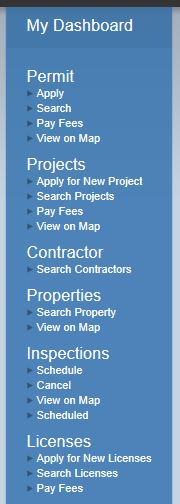 My Dashboard
Permit
Apply
Search
Pay Fees
View on Map
Projects
Apply for New Project
Search Projects
Pay Fees
View on Map
Contractor
Search Contractors
Properties
Search Property
View on Map
Inspections
Schedule
Cancel
View on Map
Scheduled
Licenses
Apply for New Licenses
Search Licenses
Pay Fees